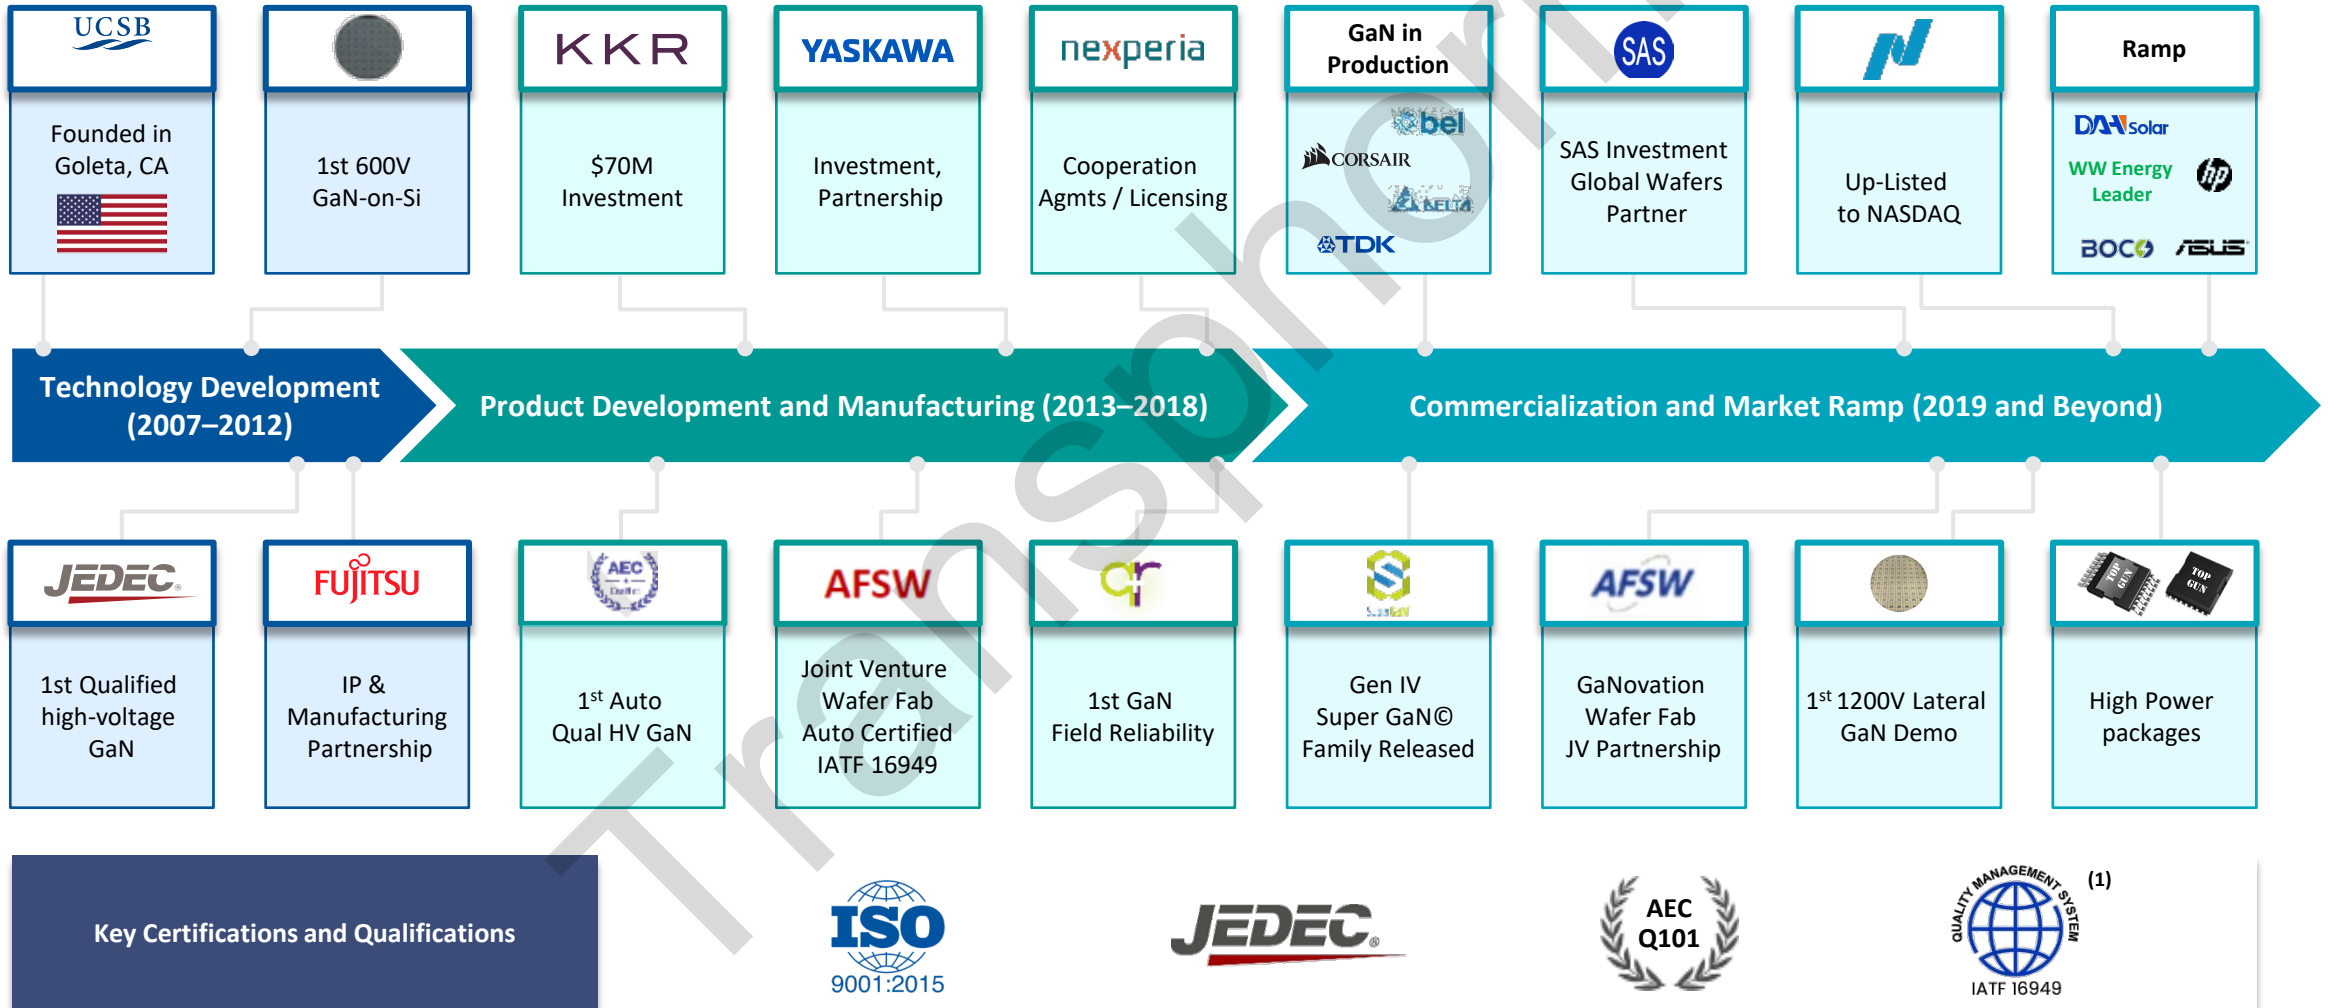 UCSB
KKR
YASKAWA
nexperia
GaN in
Production
SAS
Ramp
Founded in
Goleta, CA
1st 600V
GaN-on-Si
$70M
Investment
Investment,
Partnership
Cooperation
Agmts / Licensing
bel
CORSAIR
DELTA
TDK
SAS Investment
Global Wafers
Partner
Up-Listed
to NASDAQ
DAH Solar
WW Energy
Leader
hp
BOCO
ASUS
Technology Development
(2007–2012)
Product Development and Manufacturing (2013–2018)
Commercialization and Market Ramp (2019 and Beyond)
JEDEC®
FUJITSU
AEC
AFSW
qr
SuperGaN
AFSW
TOP
GUN
TOP
GUN
1st Qualified
high-voltage
GaN
IP &
Manufacturing
Partnership
1st Auto
Qual HV GaN
Joint Venture
Wafer Fab
Auto Certified
IATF 16949
1st GaN
Field Reliability
Gen IV
Super GaN©
Family Released
GaNovation
Wafer Fab
JV Partnership
1st 1200V Lateral
GaN Demo
High Power
packages
Key Certifications and Qualifications
ISO
9001:2015
JEDEC®
AEC
Q101
QUALITY MANAGEMENT SYSTEM
IATF 16949
(1)
Transphorm